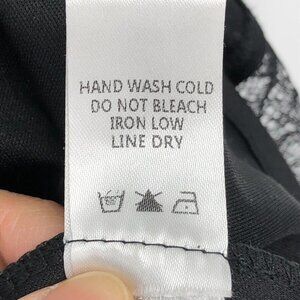 HAND WASH COLD
DO NOT BLEACH
IRON LOW
LINE DRY